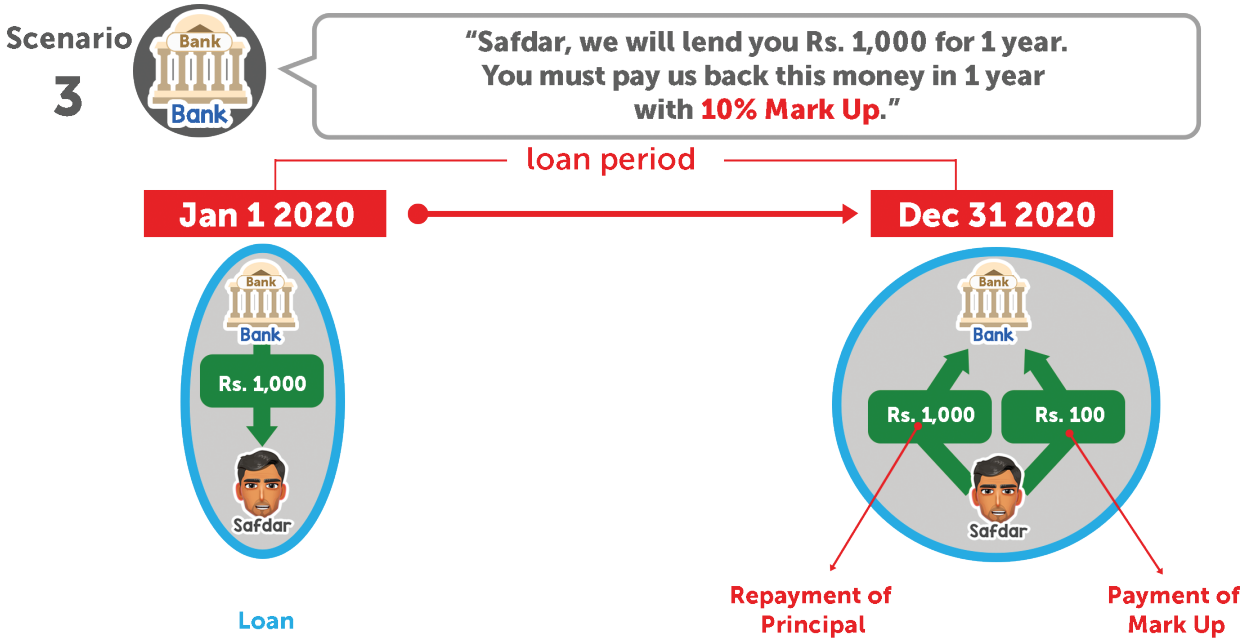 Scenario
3
Bank
Bank
“Safdar, we will lend you Rs. 1,000 for 1 year.
You must pay us back this money in 1 year
with 10% Mark Up.”
loan period
Jan 1 2020
Dec 31 2020
Bank
Bank
Rs. 1,000
Safdar
Loan
Bank
Bank
Rs. 1,000
Rs. 100
Safdar
Repayment of
Principal
Payment of
Mark Up